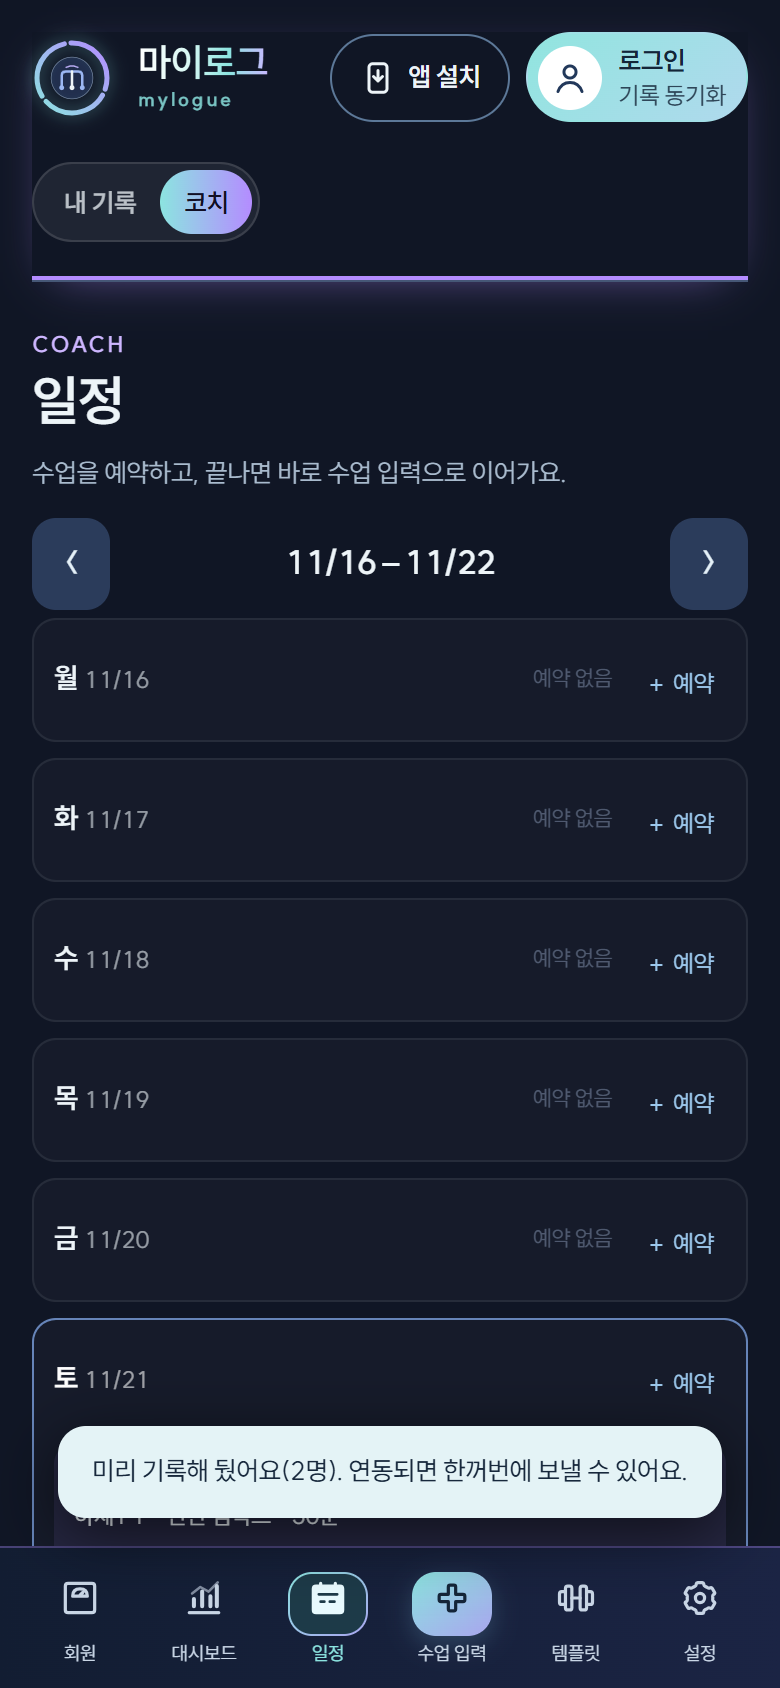 마이로그
mylogue
앱 설치
로그인
기록 동기화
내 기록
코치
COACH
일정
수업을 예약하고, 끝나면 바로 수업 입력으로 이어가요.
11/16–11/22
월 11/16 예약 없음 + 예약
화 11/17 예약 없음 + 예약
수 11/18 예약 없음 + 예약
목 11/19 예약 없음 + 예약
금 11/20 예약 없음 + 예약
토 11/21 + 예약
미리 기록해 뒀어요(2명). 연동되면 한꺼번에 보낼 수 있어요.
회원
대시보드
일정
수업 입력
템플릿
설정